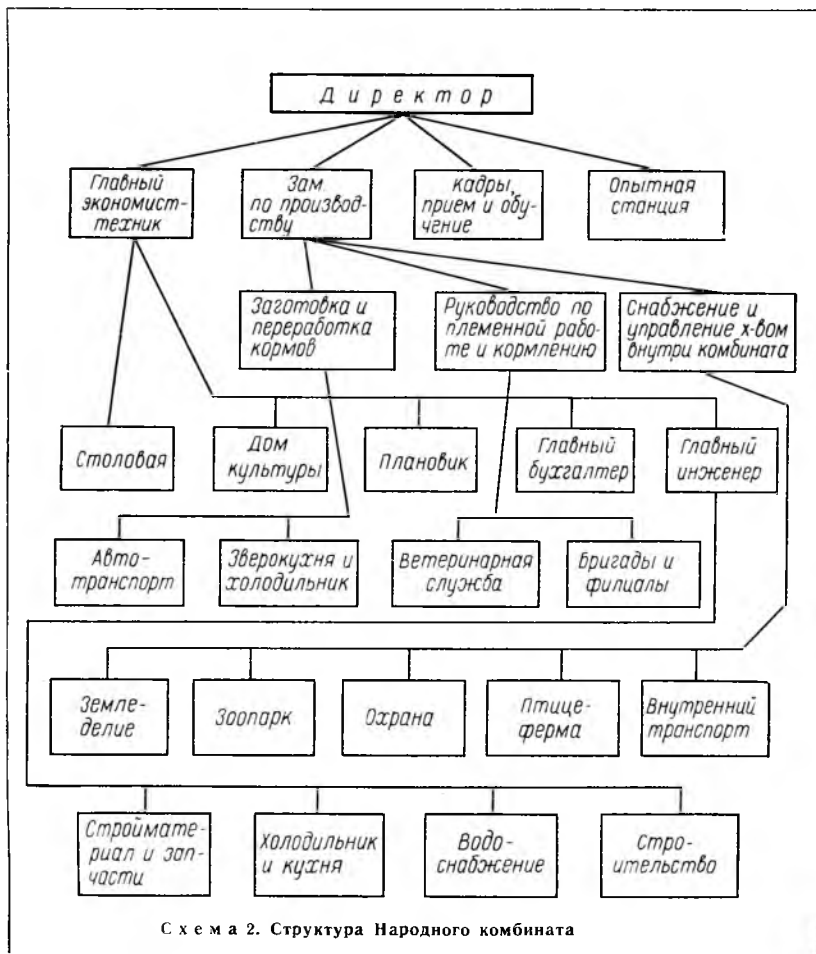 Директор
Главный
экономист-
техник
Зам.
по производ-
ству
Кадры,
прием и обу-
чение
Опытная
станция
Заготовка и
переработка
кормов
Руководство по
племенной рабо-
те и кормлению
Снабжение и
управление х-вом
внутри комбината
Столовая
Дом
культуры
Плановик
Главный
бухгалтер
Главный
инженер
Авто-
транспорт
Зверокухня и
холодильник
Ветеринарная
служба
Бригады и
филиалы
Земле-
делие
Зоопарк
Охрана
Птице-
ферма
Внутренний
транспорт
Строймате-
риал и зап-
части
Холодильник
и кухня
Водо-
снабжение
Стро-
ительство
Схема 2. Структура Народного комбината